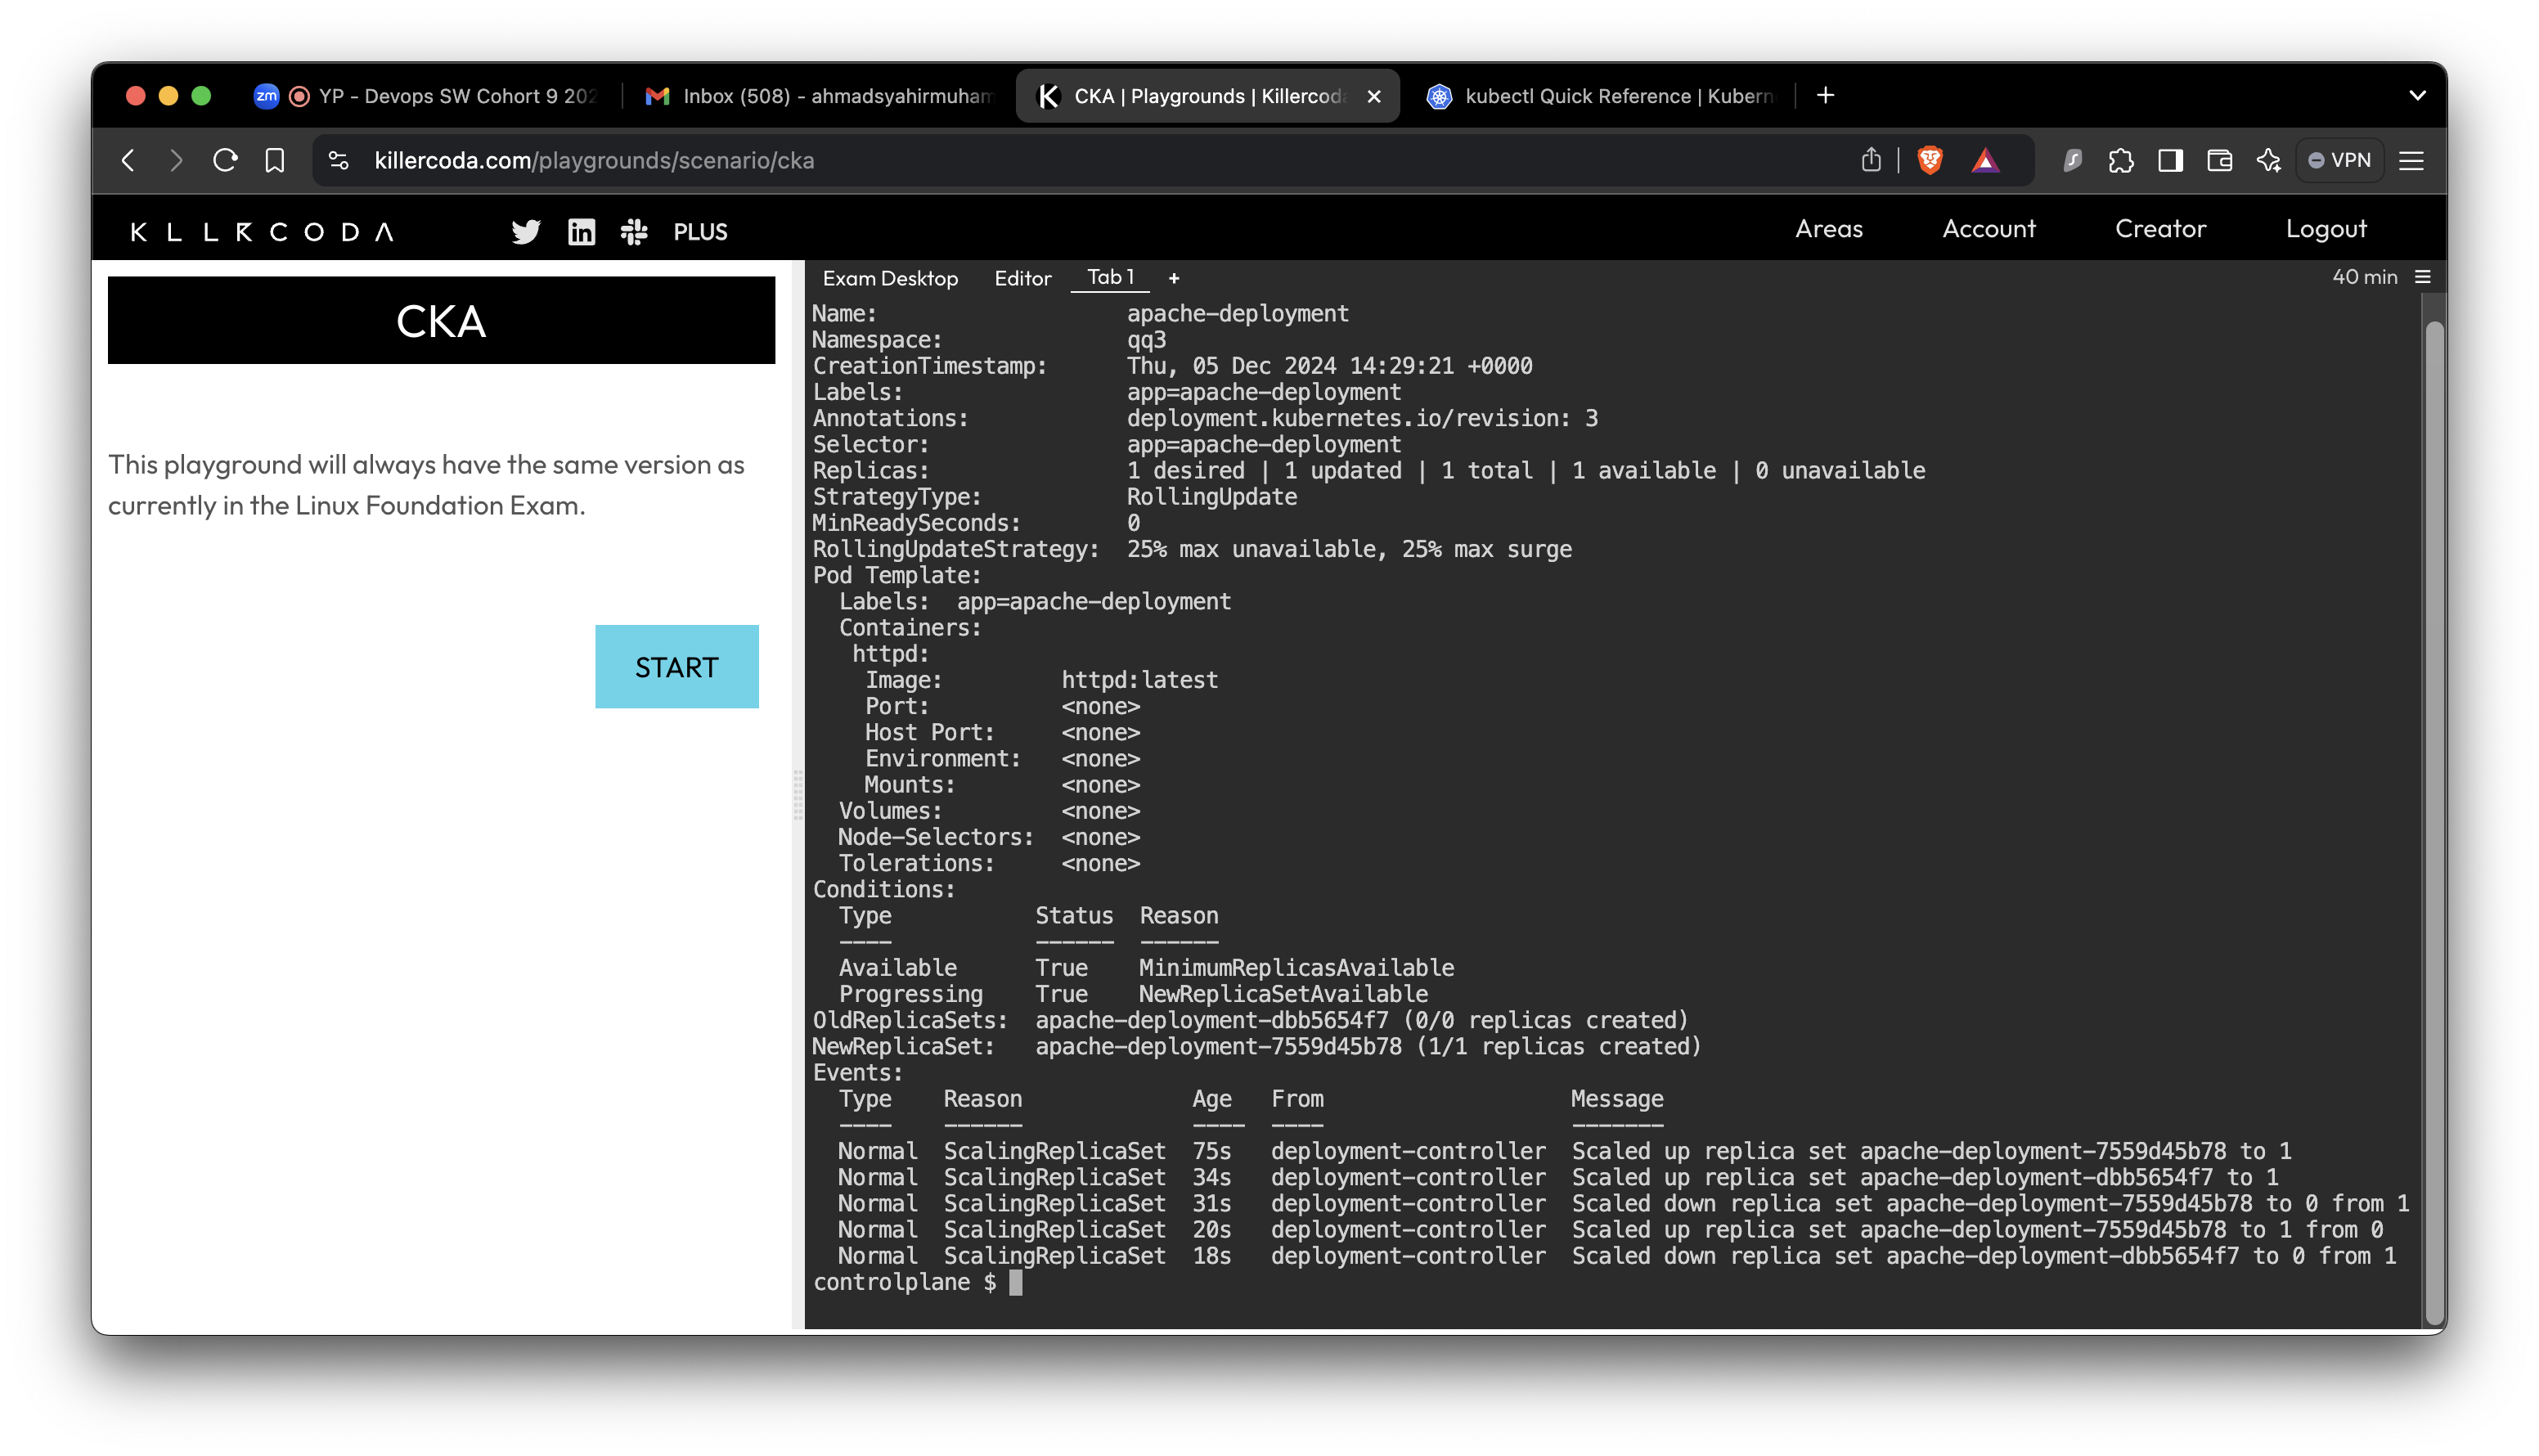 zm YP - Devops SW Cohort 9 202
Inbox (508) - ahmadsyahirmuham
CKA | Playgrounds | Killercoda
kubectl Quick Reference | Kubern
killercoda.com/playgrounds/scenario/cka
VPN
KLLRCODA
PLUS
Areas
Account
Creator
Logout
CKA
This playground will always have the same version as
currently in the Linux Foundation Exam.
START
Exam Desktop Editor Tab 1 +
40 min
Name: apache-deployment
Namespace: qq3
CreationTimestamp: Thu, 05 Dec 2024 14:29:21 +0000
Labels: app=apache-deployment
Annotations: deployment.kubernetes.io/revision: 3
Selector: app=apache-deployment
Replicas: 1 desired | 1 updated | 1 total | 1 available | 0 unavailable
StrategyType: RollingUpdate
MinReadySeconds: 0
RollingUpdateStrategy: 25% max unavailable, 25% max surge
Pod Template:
Labels: app=apache-deployment
Containers:
httpd:
Image: httpd:latest
Port: <none>
Host Port: <none>
Environment: <none>
Mounts: <none>
Volumes: <none>
Node-Selectors: <none>
Tolerations: <none>
Conditions:
Type Status Reason
---- ------ ------
Available True MinimumReplicasAvailable
Progressing True NewReplicaSetAvailable
OldReplicaSets: apache-deployment-dbb5654f7 (0/0 replicas created)
NewReplicaSet: apache-deployment-7559d45b78 (1/1 replicas created)
Events:
Type Reason Age From Message
---- ------ ---- ---- -------
Normal ScalingReplicaSet 75s deployment-controller Scaled up replica set apache-deployment-7559d45b78 to 1
Normal ScalingReplicaSet 34s deployment-controller Scaled up replica set apache-deployment-dbb5654f7 to 1
Normal ScalingReplicaSet 31s deployment-controller Scaled down replica set apache-deployment-7559d45b78 to 0 from 1
Normal ScalingReplicaSet 20s deployment-controller Scaled up replica set apache-deployment-7559d45b78 to 1 from 0
Normal ScalingReplicaSet 18s deployment-controller Scaled down replica set apache-deployment-dbb5654f7 to 0 from 1
controlplane $